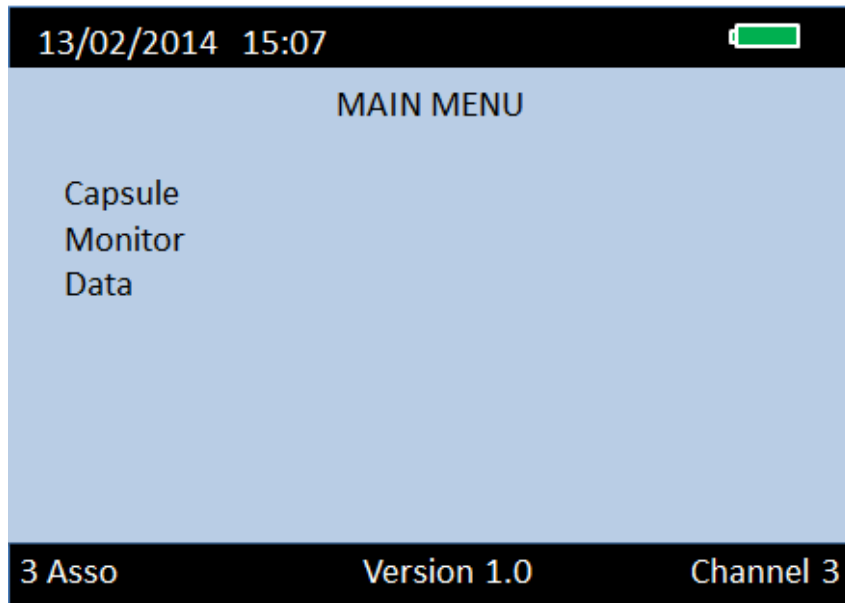 13/02/2014 15:07
MAIN MENU
Capsule
Monitor
Data
3 Asso Version 1.0 Channel 3